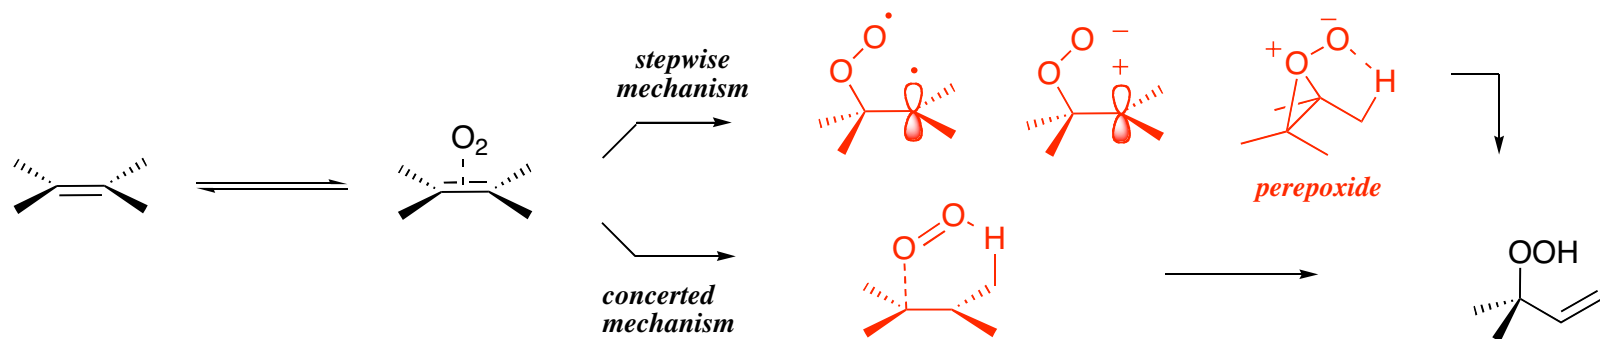 stepwise
mechanism
O2
concerted
mechanism
O
O
•
•
O
O
−
+
+
O
O
−
H
perepoxide
O
O
H
OOH